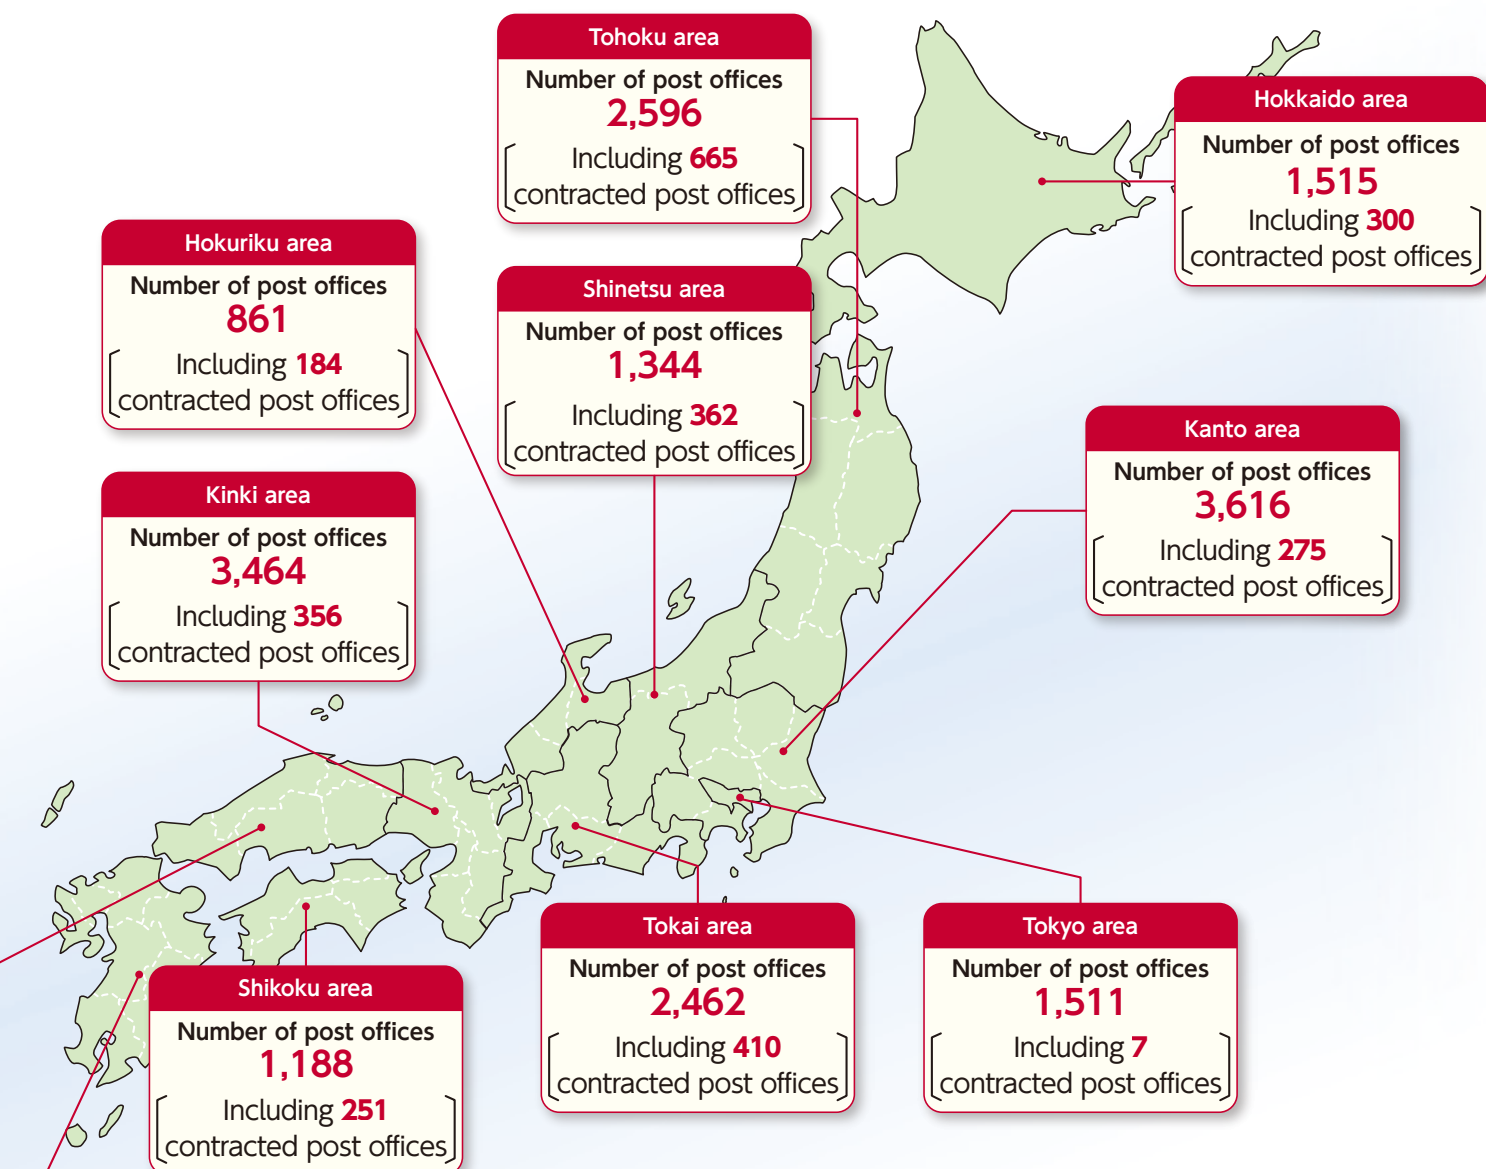 Tohoku area
Number of post offices
2,596
Including 665
contracted post offices
Hokkaido area
Number of post offices
1,515
Including 300
contracted post offices
Hokuriku area
Number of post offices
861
Including 184
contracted post offices
Shinetsu area
Number of post offices
1,344
Including 362
contracted post offices
Kanto area
Number of post offices
3,616
Including 275
contracted post offices
Kinki area
Number of post offices
3,464
Including 356
contracted post offices
Tokai area
Number of post offices
2,462
Including 410
contracted post offices
Tokyo area
Number of post offices
1,511
Including 7
contracted post offices
Shikoku area
Number of post offices
1,188
Including 251
contracted post offices